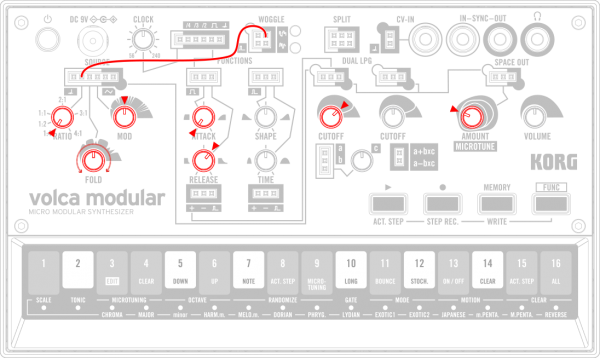 DC 9V
CLOCK
WOGGLE
SPLIT
CV-IN
IN-SYNC-OUT
10
240
SOURCE
FUNCTIONS
DUAL LPG
SPACE OUT
2:1
1:1
3:1
1:2
4:1
RATIO
MOD
ATTACK
SHAPE
CUTOFF
CUTOFF
AMOUNT
VOLUME
MICROTUNE
a
b
c
a+b×c
a-b×c
KORG
FOLD
RELEASE
TIME
volca modular
MICRO MODULAR SYNTHESIZER
MEMORY
FUNC
ACT. STEP
STEP REC.
WRITE
1 2 3 4 5 6 7 8 9 10 11 12 13 14 15 16
EDIT CLEAR DOWN UP NOTE ACT. STEP MICRO-TUNING LONG BOUNCE STOCH. ON / OFF CLEAR ACT. STEP ALL
SCALE TONIC MICROTUNING OCTAVE RANDOMIZE GATE MODE MOTION CLEAR
CHROMA MAJOR minor HARM.m. MELO.m. DORIAN PHRYG. LYDIAN EXOTIC1 EXOTIC2 JAPANESE m.PENTA. M.PENTA. REVERSE